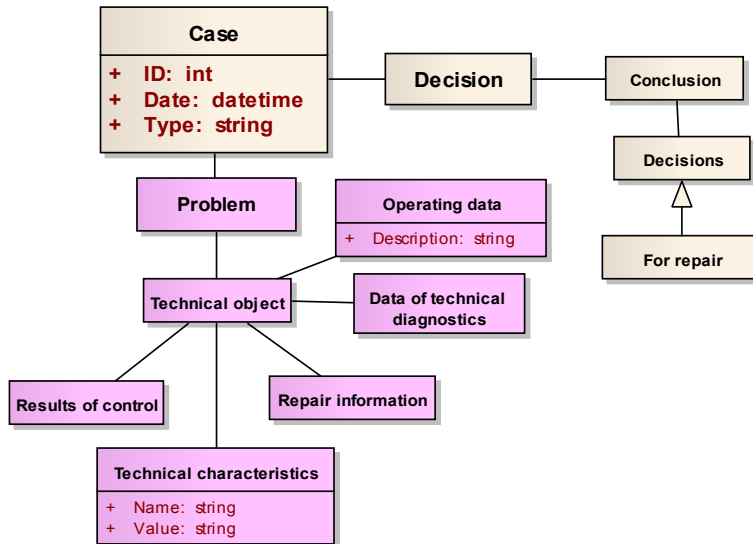 Case
+ ID: int
+ Date: datetime
+ Type: string
Decision
Conclusion
Decisions
For repair
Problem
Operating data
+ Description: string
Technical object
Data of technical
diagnostics
Results of control
Repair information
Technical characteristics
+ Name: string
+ Value: string